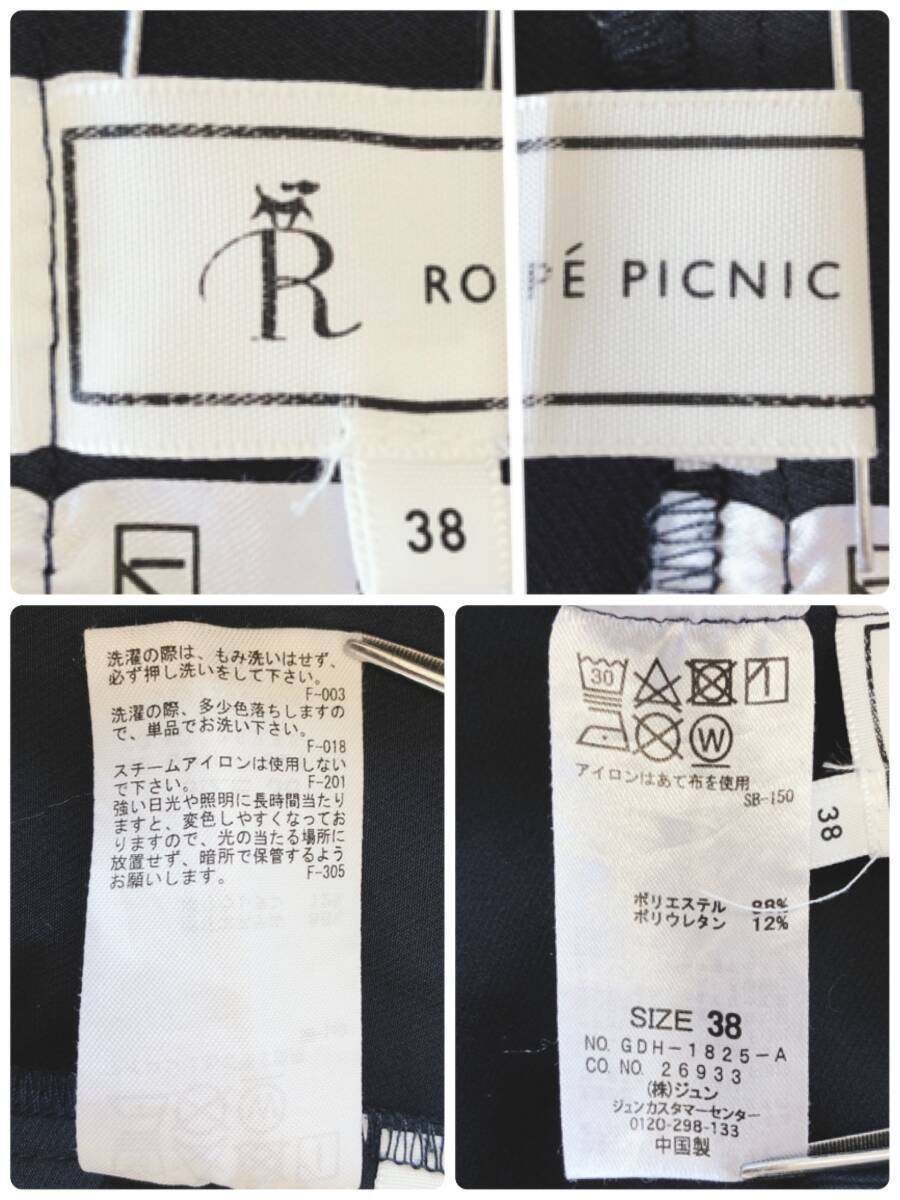 R ROPÉ PICNIC
38
洗濯の際は、もみ洗いはせず、
必ず押し洗いをして下さい。
F-003
洗濯の際、多少色落ちしますの
で、単品でお洗い下さい。
F-018
スチームアイロンは使用しない
で下さい。 F-201
強い日光や照明に長時間当たり
ますと、変色しやすくなってお
りますので、光の当たる場所に
放置せず、暗所で保管するよう
お願いします。 F-305
30
W
アイロンはあて布を使用
SB-150
38
ポリエステル 88%
ポリウレタン 12%
SIZE 38
NO. GDH-1825-A
CO. NO. 26933
(株)ジュン
ジュンカスタマーセンター
0120-298-133
中国製